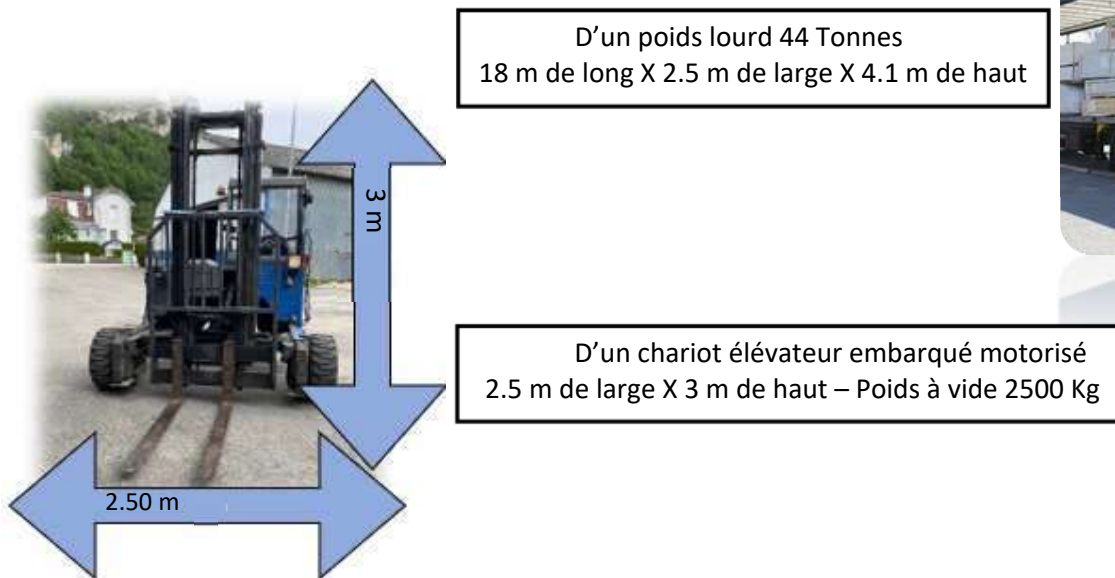 D'un poids lourd 44 Tonnes
18 m de long X 2.5 m de large X 4.1 m de haut
3 m
D'un chariot élévateur embarqué motorisé
2.5 m de large X 3 m de haut – Poids à vide 2500 Kg
2.50 m